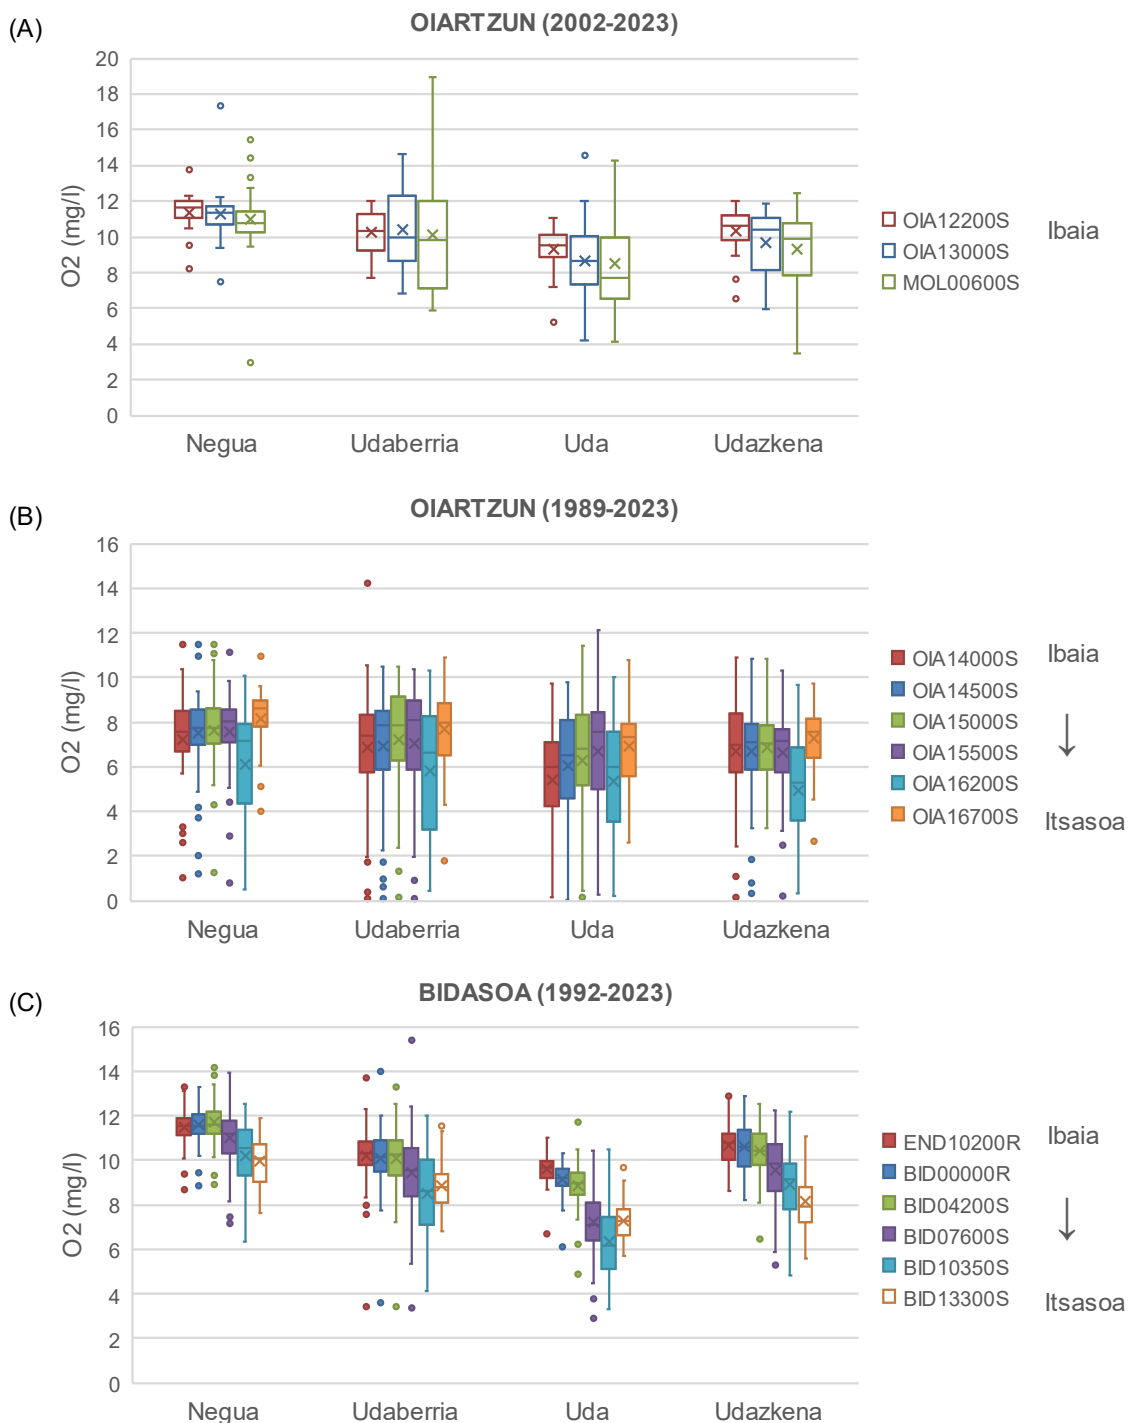 (A)
OIARTZUN (2002-2023)
O2 (mg/l)
20
18
16
14
12
10
8
6
4
2
0
Negua Udaberria Uda Udazkena
OIA12200S
OIA13000S
MOL00600S
Ibaia
(B)
OIARTZUN (1989-2023)
O2 (mg/l)
16
14
12
10
8
6
4
2
0
Negua Udaberria Uda Udazkena
OIA14000S
OIA14500S
OIA15000S
OIA15500S
OIA16200S
OIA16700S
Ibaia
↓
Itsasoa
(C)
BIDASOA (1992-2023)
O2 (mg/l)
16
14
12
10
8
6
4
2
0
Negua Udaberria Uda Udazkena
END10200R
BID00000R
BID04200S
BID07600S
BID10350S
BID13300S
Ibaia
↓
Itsasoa